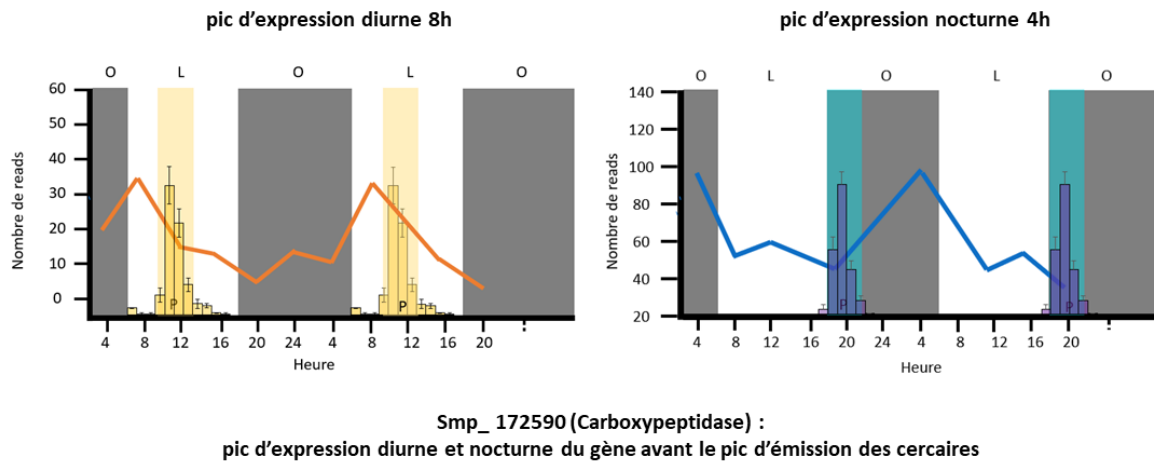 pic d'expression diurne 8h
pic d'expression nocturne 4h
O L O L O
O L O L O
60
50
40
30
20
10
0
Nombre de reads
P P
4 8 12 16 20 24 4 8 12 16 20
Heure
140
120
100
80
60
40
20
Nombre de reads
P P
4 8 12 16 20 24 4 8 12 16 20
Heure
Smp_ 172590 (Carboxypeptidase) :
pic d'expression diurne et nocturne du gène avant le pic d'émission des cercaires